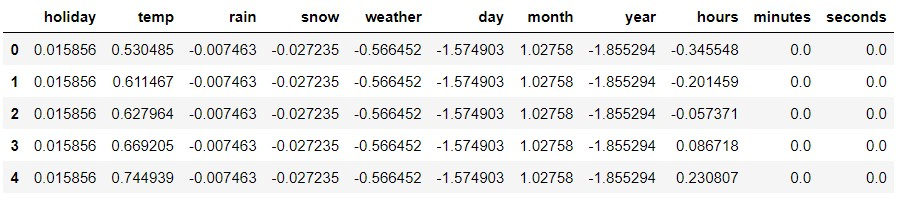 holiday temp rain snow weather day month year hours minutes seconds
0 0.015856 0.530485 -0.007463 -0.027235 -0.566452 -1.574903 1.02758 -1.855294 -0.345548 0.0 0.0
1 0.015856 0.611467 -0.007463 -0.027235 -0.566452 -1.574903 1.02758 -1.855294 -0.201459 0.0 0.0
2 0.015856 0.627964 -0.007463 -0.027235 -0.566452 -1.574903 1.02758 -1.855294 -0.057371 0.0 0.0
3 0.015856 0.669205 -0.007463 -0.027235 -0.566452 -1.574903 1.02758 -1.855294 0.086718 0.0 0.0
4 0.015856 0.744939 -0.007463 -0.027235 -0.566452 -1.574903 1.02758 -1.855294 0.230807 0.0 0.0